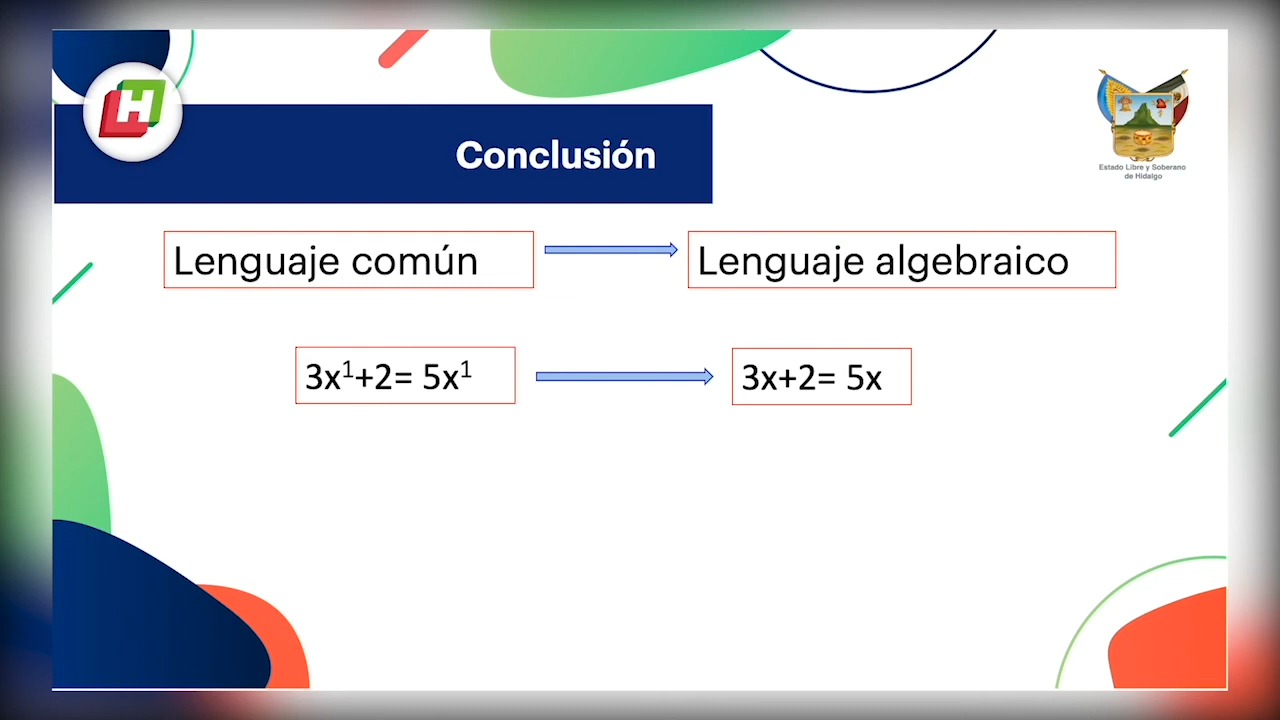 H
Conclusión
Estado Libre y Soberano
de Hidalgo
Lenguaje común
Lenguaje algebraico
3x¹+2= 5x¹
3x+2= 5x